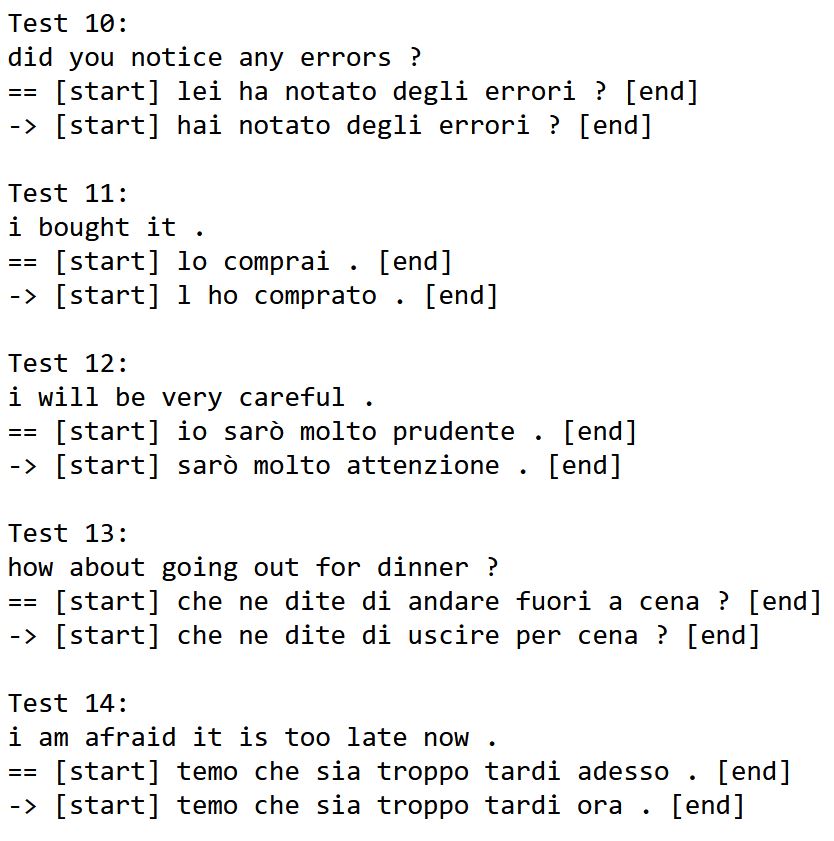 Test 10:
did you notice any errors ?
== [start] lei ha notato degli errori ? [end]
-> [start] hai notato degli errori ? [end]
Test 11:
i bought it .
== [start] lo comprai . [end]
-> [start] l ho comprato . [end]
Test 12:
i will be very careful .
== [start] io sarò molto prudente . [end]
-> [start] sarò molto attenzione . [end]
Test 13:
how about going out for dinner ?
== [start] che ne dite di andare fuori a cena ? [end]
-> [start] che ne dite di uscire per cena ? [end]
Test 14:
i am afraid it is too late now .
== [start] temo che sia troppo tardi adesso . [end]
-> [start] temo che sia troppo tardi ora . [end]